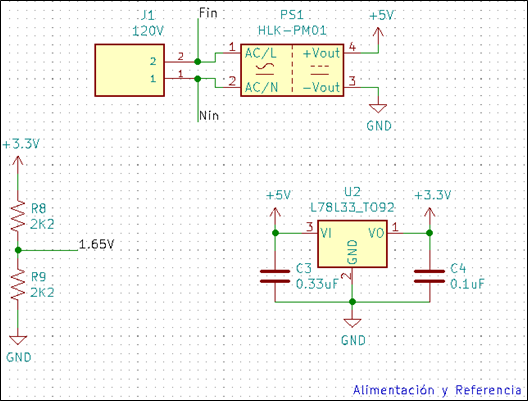 J1
120V
2 2
1 1
Fin
Nin
PS1
HLK-PM01
1 AC/L +Vout 4
2 AC/N -Vout 3
+5V
GND
+3.3V
R8
2K2
1.65V
R9
2K2
GND
+5V
U2
L78L33_TO92
+3.3V
3 VI VO 1
GND
2
C3
0.33uF
C4
0.1uF
GND
Alimentación y Referencia